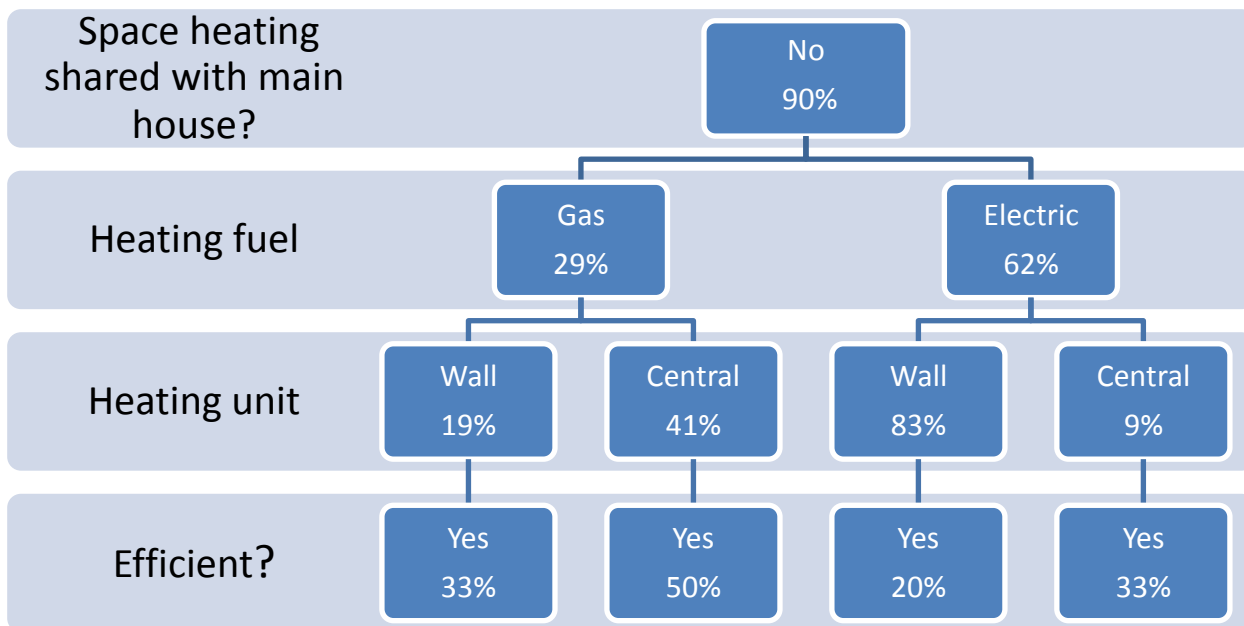 Space heating
shared with main
house?
No
90%
Heating fuel
Gas
29%
Electric
62%
Heating unit
Wall
19%
Central
41%
Wall
83%
Central
9%
Efficient?
Yes
33%
Yes
50%
Yes
20%
Yes
33%